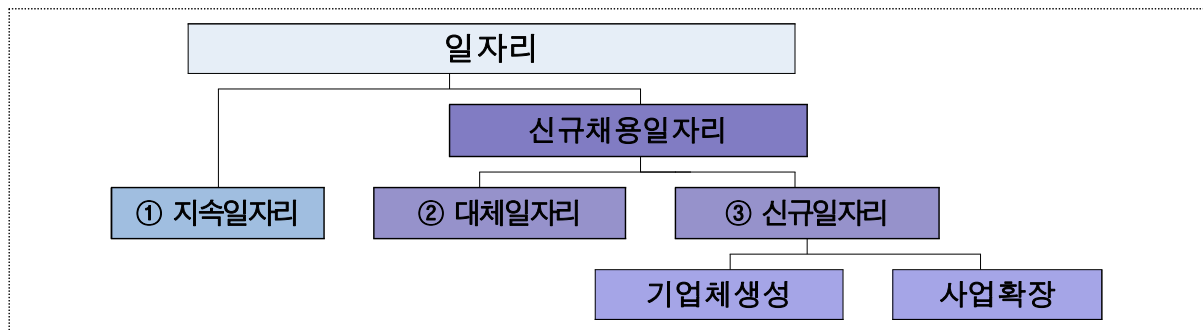 일자리
신규채용일자리
① 지속일자리
② 대체일자리
③ 신규일자리
기업체생성
사업확장